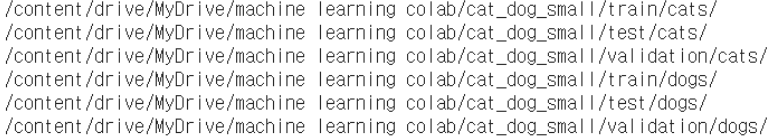 /content/drive/MyDrive/machine learning colab/cat_dog_small/train/cats/
/content/drive/MyDrive/machine learning colab/cat_dog_small/test/cats/
/content/drive/MyDrive/machine learning colab/cat_dog_small/validation/cats/
/content/drive/MyDrive/machine learning colab/cat_dog_small/train/dogs/
/content/drive/MyDrive/machine learning colab/cat_dog_small/test/dogs/
/content/drive/MyDrive/machine learning colab/cat_dog_small/validation/dogs/